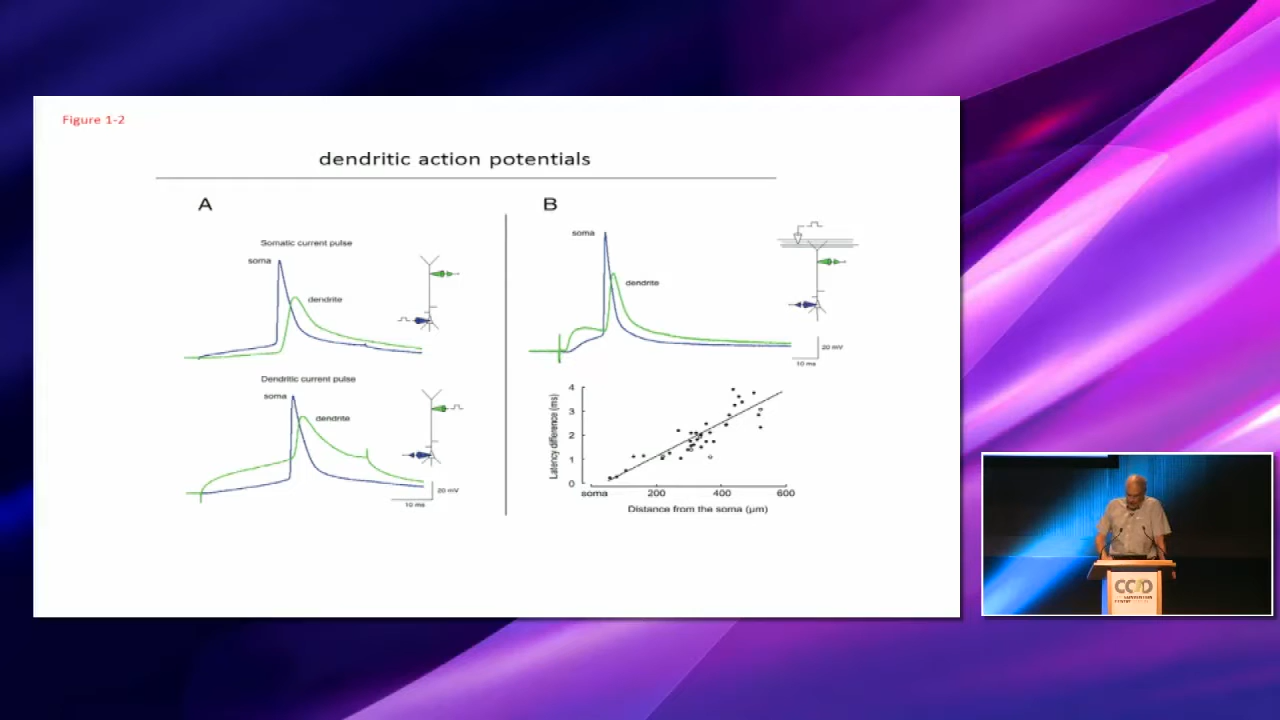 Figure 1-2
dendritic action potentials
A
Somatic current pulse
soma
dendrite
Dendritic current pulse
soma
dendrite
20 mV
10 ms
B
soma
dendrite
20 mV
10 ms
Latency difference (ms)
4
3
2
1
0
soma 200 400 600
Distance from the soma (µm)